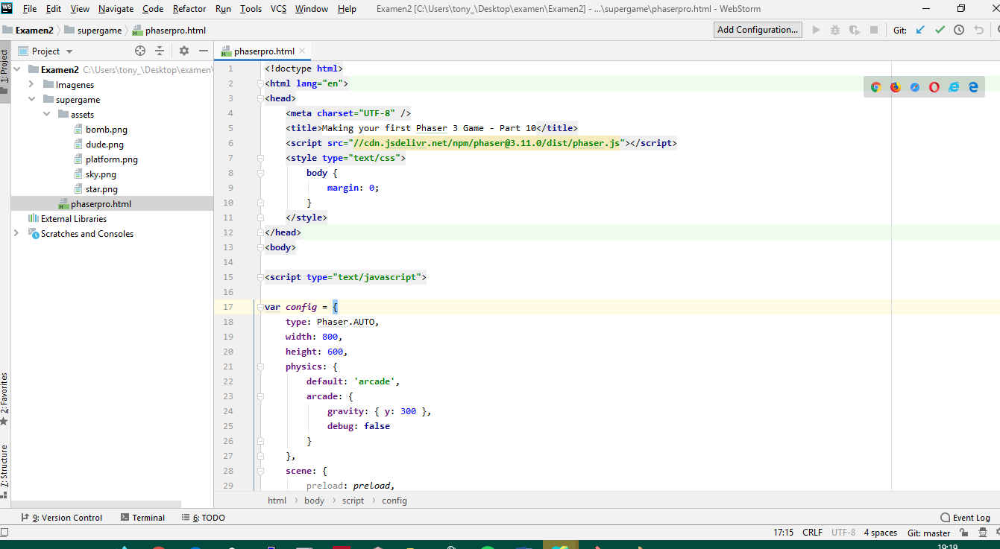 WS File Edit View Navigate Code Refactor Run Tools VCS Window Help Examen2 [C:\Users\tony_\Desktop\examen\Examen2] - ...\supergame\phaserpro.html - WebStorm
Examen2 supergame phaserpro.html Add Configuration... Git:
Project phaserpro.html
1: Project
Examen2 C:\Users\tony_\Desktop\examen\
Imagenes
supergame
assets
bomb.png
dude.png
platform.png
sky.png
star.png
phaserpro.html
External Libraries
Scratches and Consoles
2: Favorites
7: Structure
1 <!doctype html>
2 <html lang="en">
3 <head>
4 <meta charset="UTF-8" />
5 <title>Making your first Phaser 3 Game - Part 10</title>
6 <script src="//cdn.jsdelivr.net/npm/phaser@3.11.0/dist/phaser.js"></script>
7 <style type="text/css">
8 body {
9 margin: 0;
10 }
11 </style>
12 </head>
13 <body>
14
15 <script type="text/javascript">
16
17 var config = {
18 type: Phaser.AUTO,
19 width: 800,
20 height: 600,
21 physics: {
22 default: 'arcade',
23 arcade: {
24 gravity: { y: 300 },
25 debug: false
26 }
27 },
28 scene: {
29 preload: preload,
html body script config
9: Version Control Terminal 6: TODO Event Log
17:15 CRLF UTF-8 4 spaces Git: master
19:19